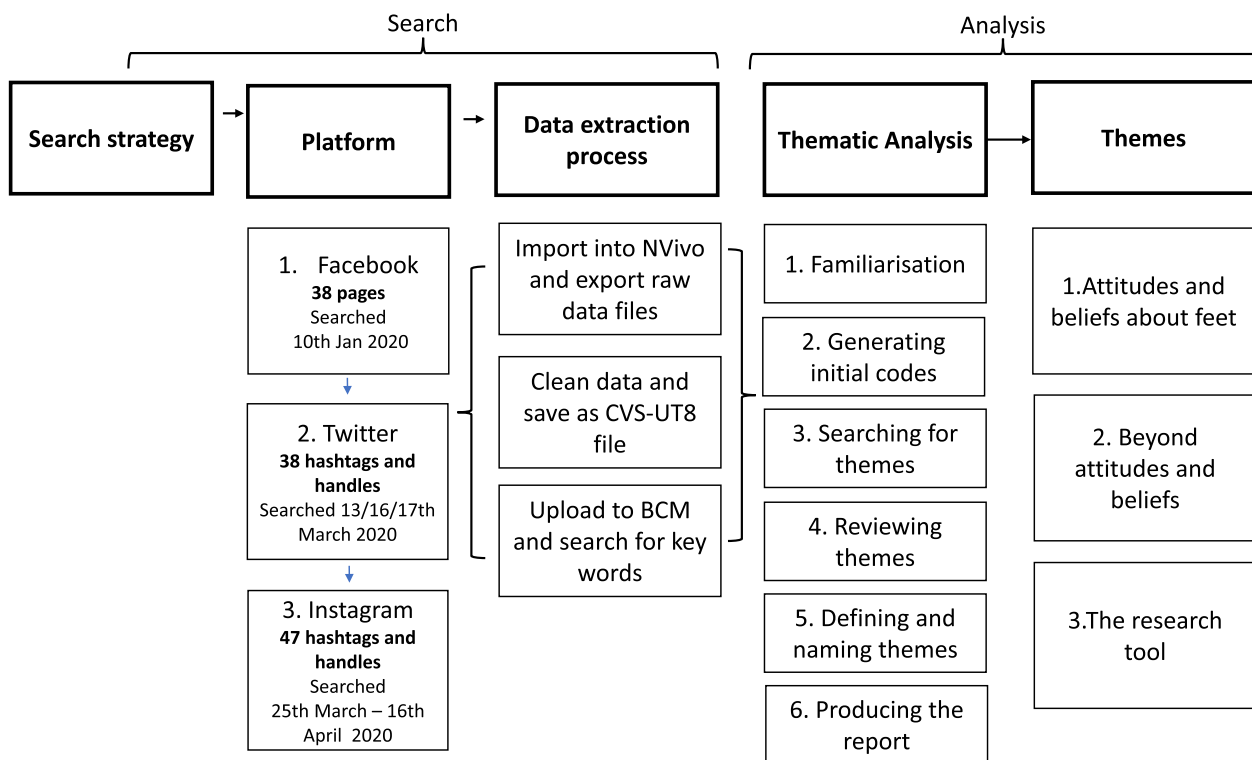 Search
Analysis
Search strategy
Platform
Data extraction
process
Thematic Analysis
Themes
1. Facebook
38 pages
Searched
10th Jan 2020
2. Twitter
38 hashtags and
handles
Searched 13/16/17th
March 2020
3. Instagram
47 hashtags and
handles
Searched
25th March – 16th
April 2020
Import into NVivo
and export raw
data files
Clean data and
save as CVS-UT8
file
Upload to BCM
and search for key
words
1. Familiarisation
2. Generating
initial codes
3. Searching for
themes
4. Reviewing
themes
5. Defining and
naming themes
6. Producing the
report
1.Attitudes and
beliefs about feet
2. Beyond
attitudes and
beliefs
3.The research
tool